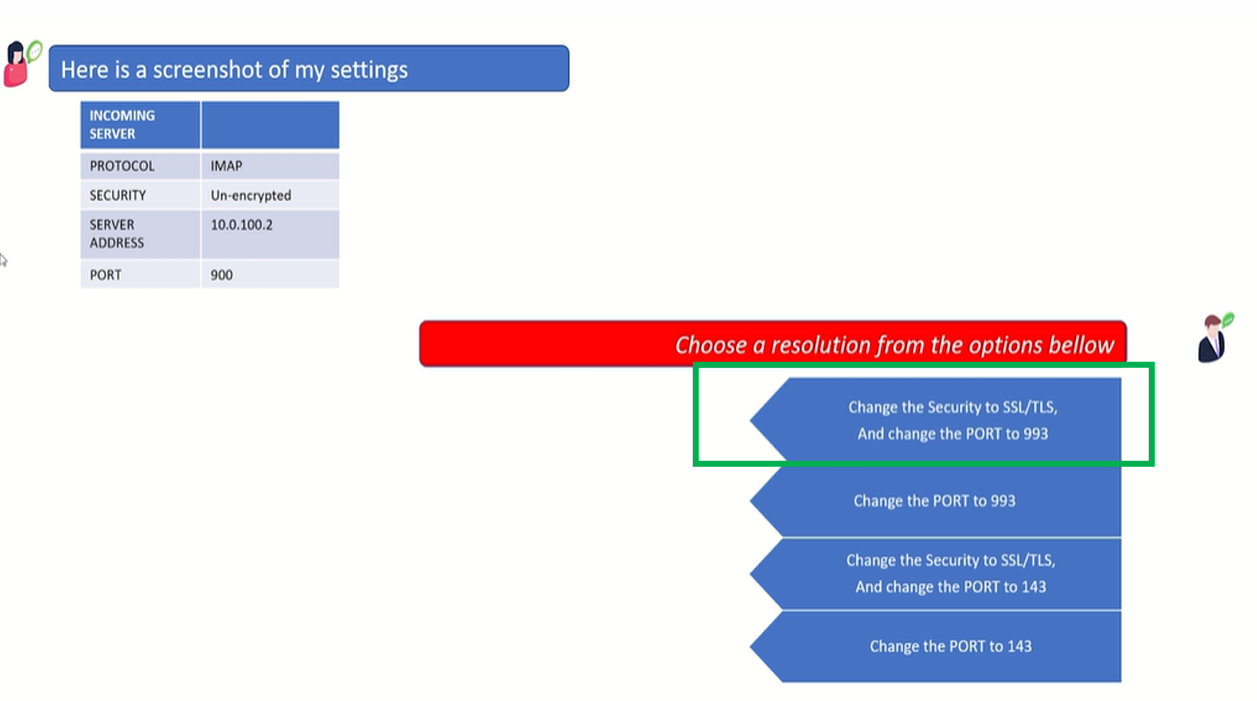 Here is a screenshot of my settings
INCOMING
SERVER
PROTOCOL IMAP
SECURITY Un-encrypted
SERVER 10.0.100.2
ADDRESS
PORT 900
Choose a resolution from the options bellow
Change the Security to SSL/TLS,
And change the PORT to 993
Change the PORT to 993
Change the Security to SSL/TLS,
And change the PORT to 143
Change the PORT to 143